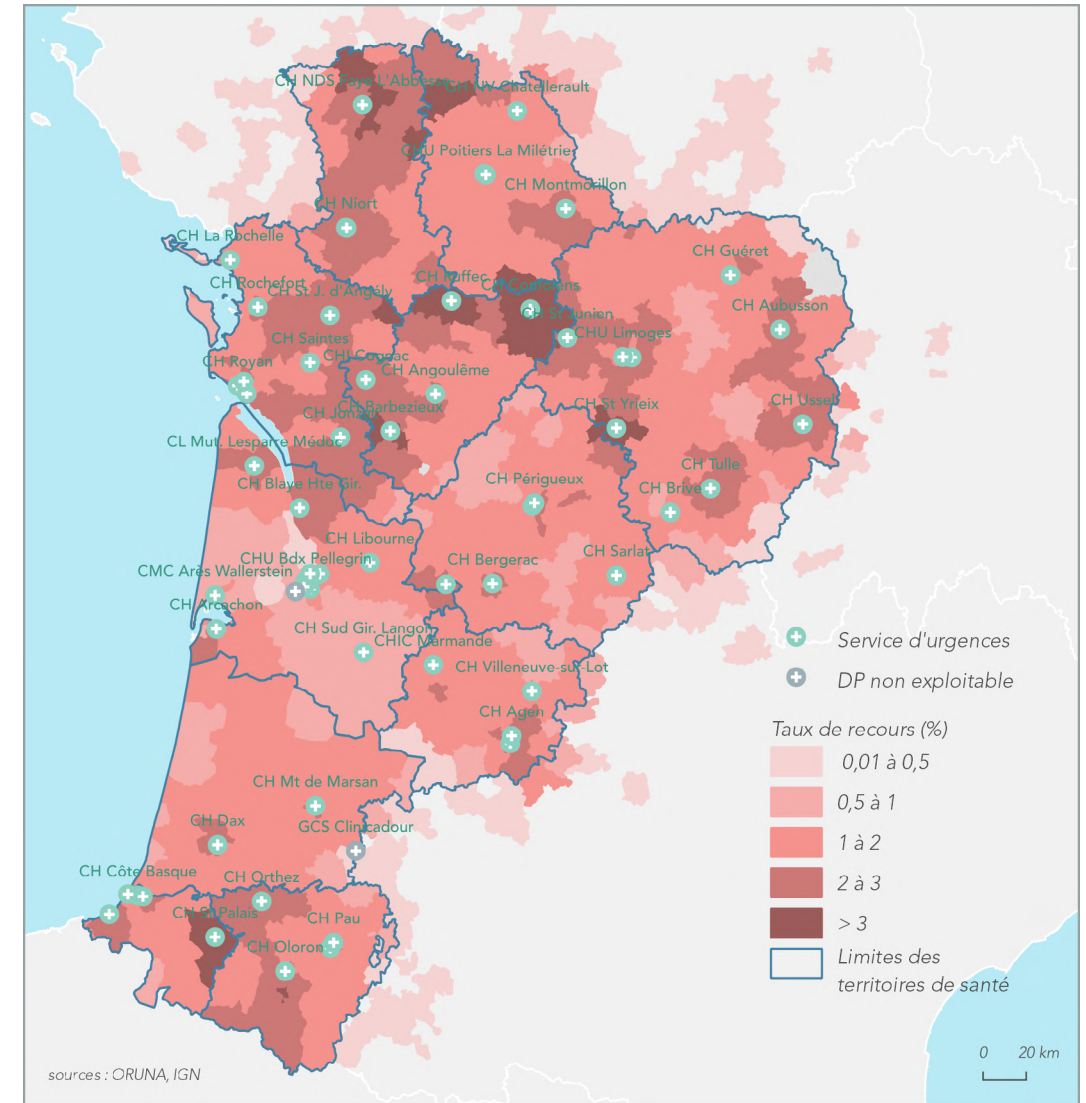 CH NDS Faye L'Abbesse
GH NV Chatellerault
CHU Poitiers La Milétrie
CH Montmorillon
CH Niort
CH La Rochelle
CH Guéret
CH Ruffec
CH Rochefort
CH St J. d'Angély
CH Confolens
CH Aubusson
CH St Junien
CHU Limoges
CH Saintes
CHI Cognac
CH Royan
CH Angoulême
CH Barbezieux
CH St Yrieix
CH Ussel
CH Jonzac
CL Mut. Lesparre Médoc
CH Tulle
CH Blaye Hte Gir.
CH Périgueux
CH Brive
CH Libourne
CHU Bdx Pellegrin
CH Bergerac
CH Sarlat
CMC Arès Wallerstein
CH Arcachon
CH Sud Gir. Langon
CHIC Marmande
CH Villeneuve-sur-Lot
CH Agen
CH Mt de Marsan
CH Dax
GCS Clinicadour
CH Côte Basque
CH Orthez
CH St Palais
CH Pau
CH Oloron
Service d'urgences
DP non exploitable
Taux de recours (%)
0,01 à 0,5
0,5 à 1
1 à 2
2 à 3
> 3
Limites des
territoires de santé
0 20 km
sources : ORUNA, IGN